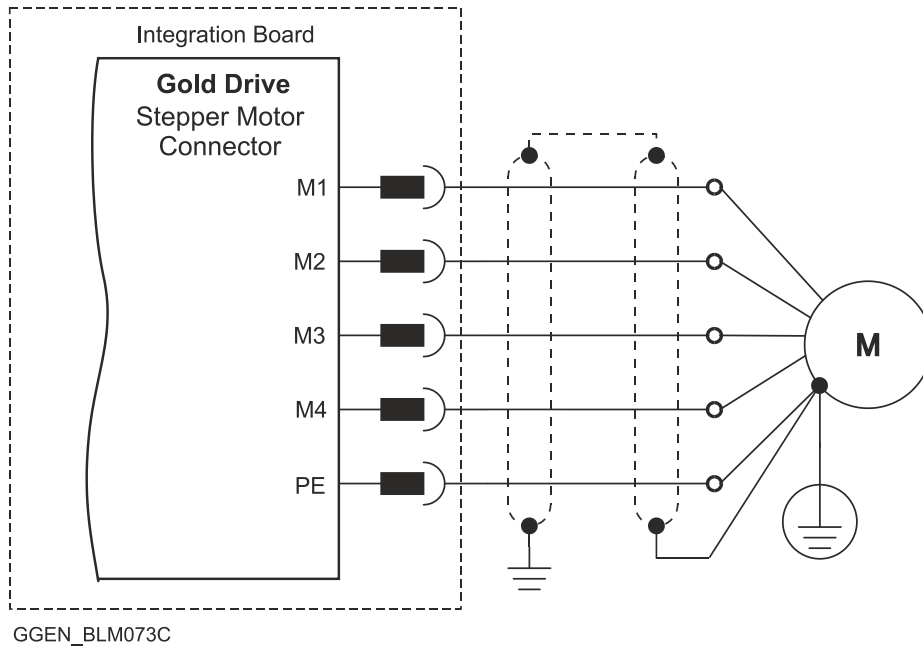 Integration Board
Gold Drive
Stepper Motor
Connector
M1
M2
M3
M4
PE
M
GGEN_BLM073C